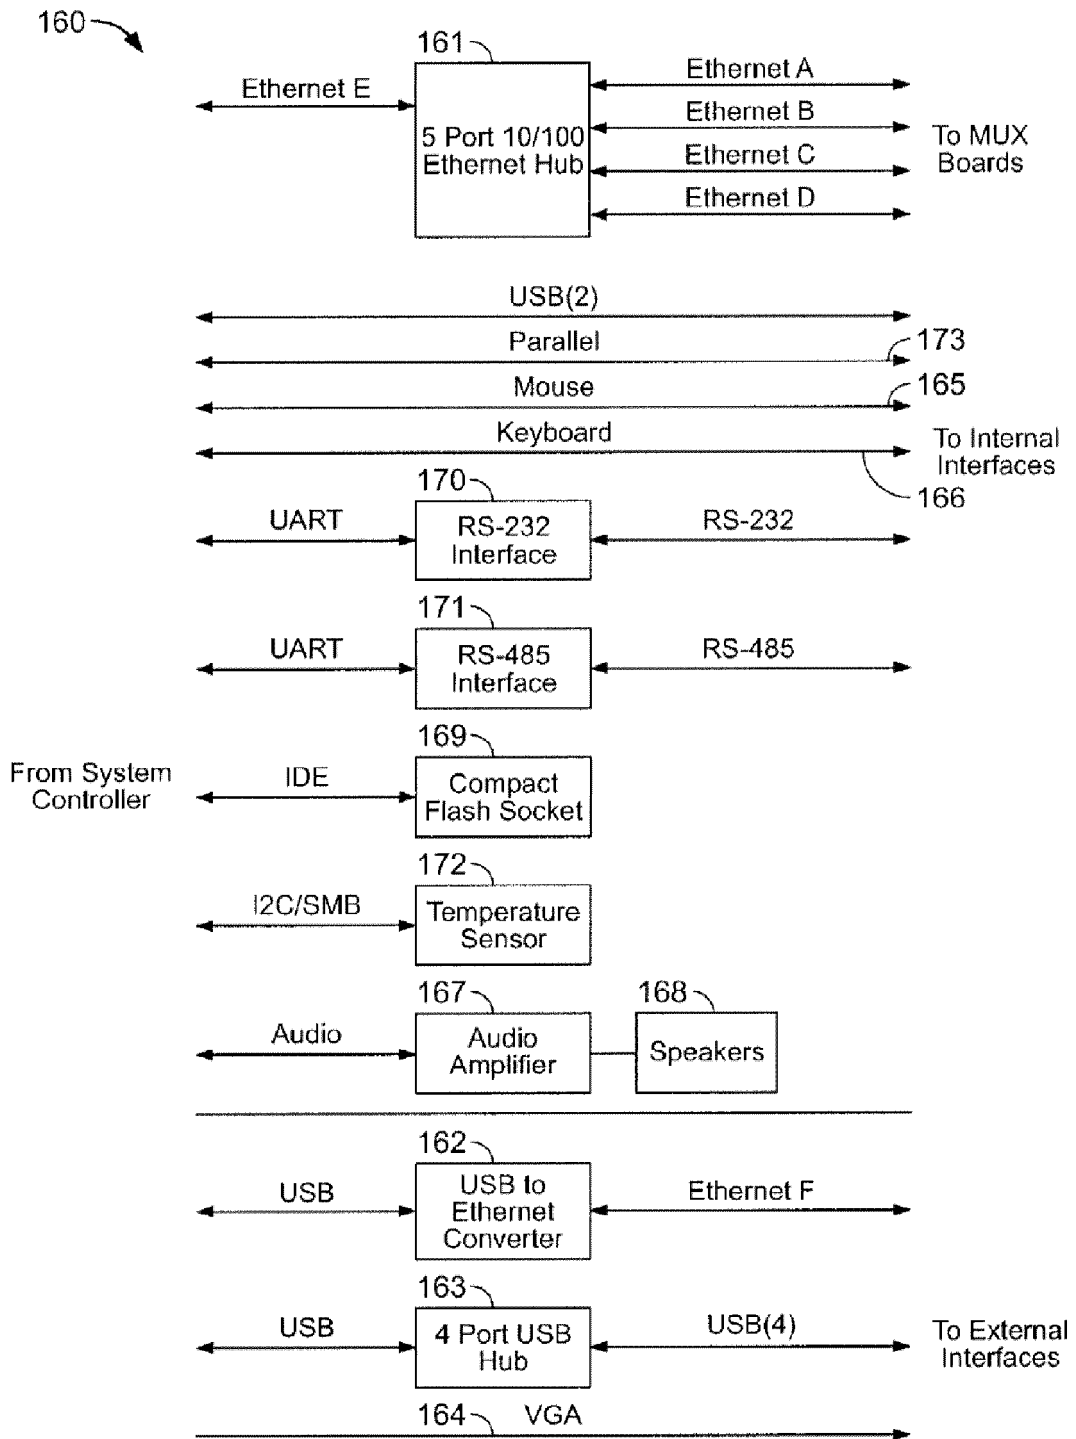 160
161
Ethernet E
5 Port 10/100
Ethernet Hub
Ethernet A
Ethernet B
Ethernet C
Ethernet D
To MUX
Boards
USB(2)
Parallel
173
Mouse
165
Keyboard
166
To Internal
Interfaces
170
UART
RS-232
Interface
RS-232
171
UART
RS-485
Interface
RS-485
From System
Controller
169
IDE
Compact
Flash Socket
172
I2C/SMB
Temperature
Sensor
167
Audio
Audio
Amplifier
168
Speakers
162
USB
USB to
Ethernet
Converter
Ethernet F
163
USB
4 Port USB
Hub
USB(4)
To External
Interfaces
164
VGA